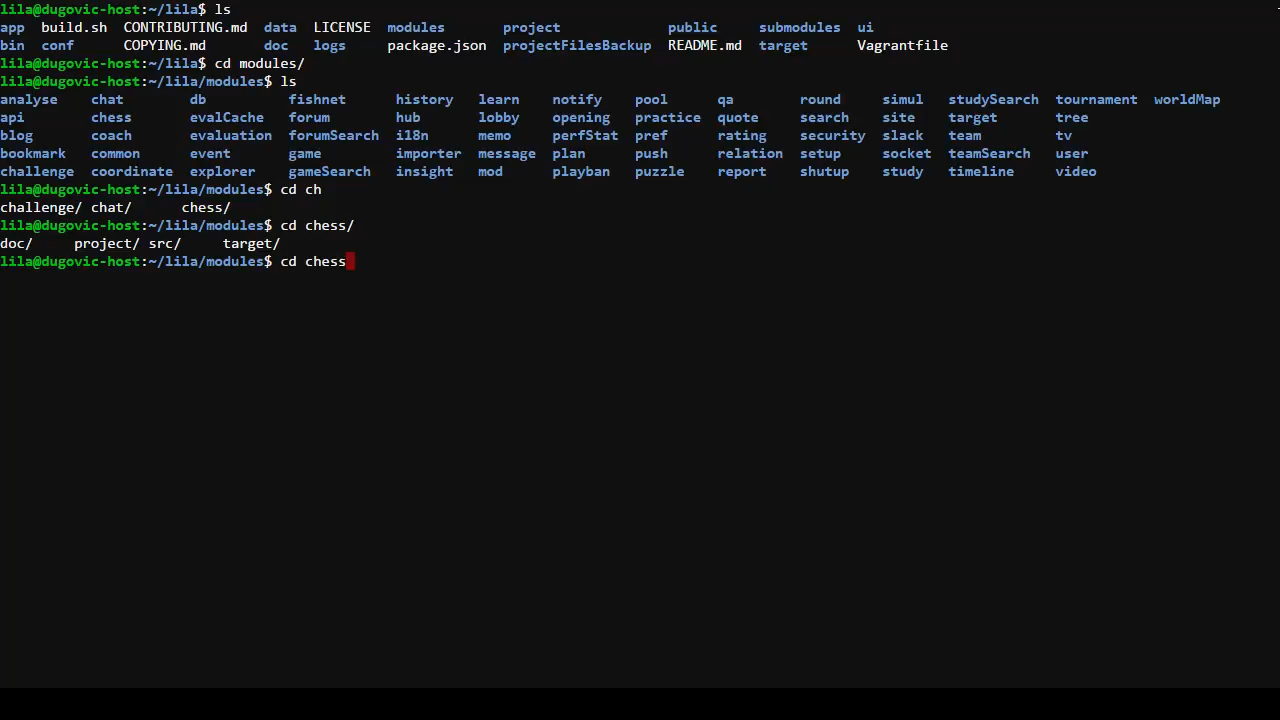 lila@dugovic-host:~/lila$ ls
app build.sh CONTRIBUTING.md data LICENSE modules project public submodules ui
bin conf COPYING.md doc logs package.json projectFilesBackup README.md target Vagrantfile
lila@dugovic-host:~/lila$ cd modules/
lila@dugovic-host:~/lila/modules$ ls
analyse chat db fishnet history learn notify pool qa round simul studySearch tournament worldMap
api chess evalCache forum hub lobby opening practice quote search site target tree
blog coach evaluation forumSearch i18n memo perfStat pref rating security slack team tv
bookmark common event game importer message plan push relation setup socket teamSearch user
challenge coordinate explorer gameSearch insight mod playban puzzle report shutup study timeline video
lila@dugovic-host:~/lila/modules$ cd ch
challenge/ chat/ chess/
lila@dugovic-host:~/lila/modules$ cd chess/
doc/ project/ src/ target/
lila@dugovic-host:~/lila/modules$ cd chess